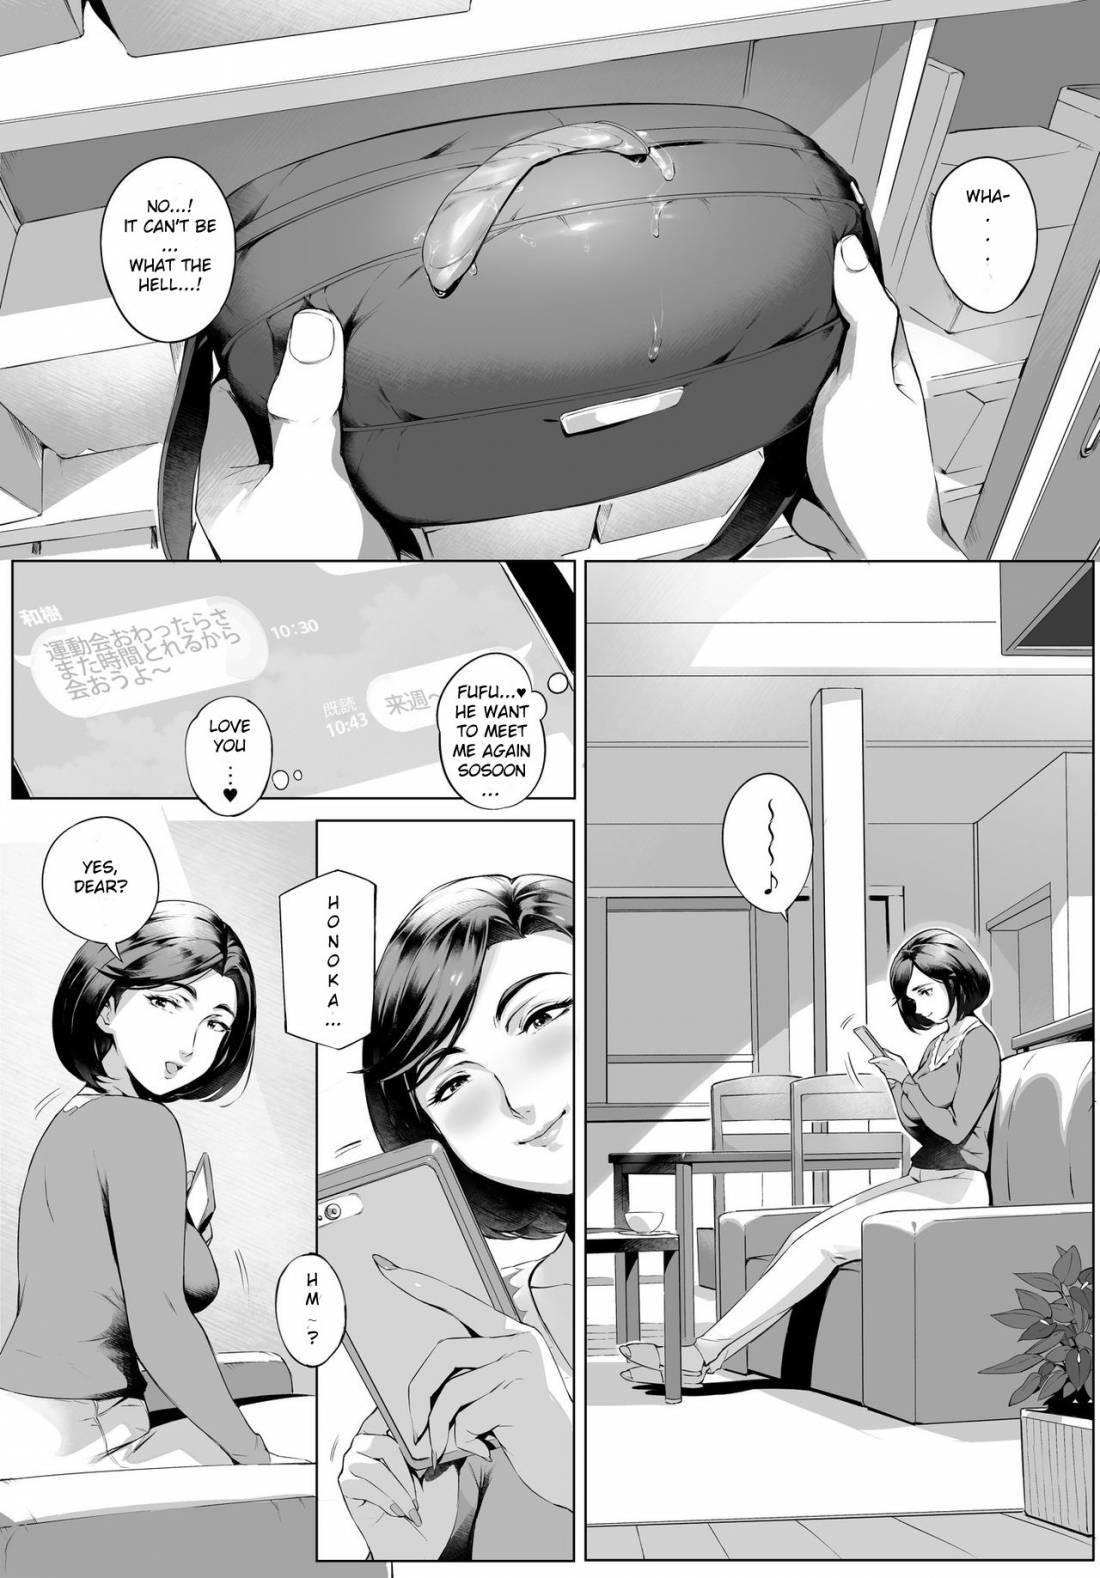 WHA-
.
.
.
NO...!
IT CAN'T BE
...
WHAT THE
HELL...!
〜〜♪
和樹
運動会おわったらさ
また時間とれるから
会おうよ〜
10:30
既読
10:43
来週〜
FUFU...♥
HE WANT
TO MEET
ME AGAIN
SOSOON
...
LOVE
YOU
....
♥
H
O
N
O
K
A
...
H
M
~
?
YES,
DEAR?